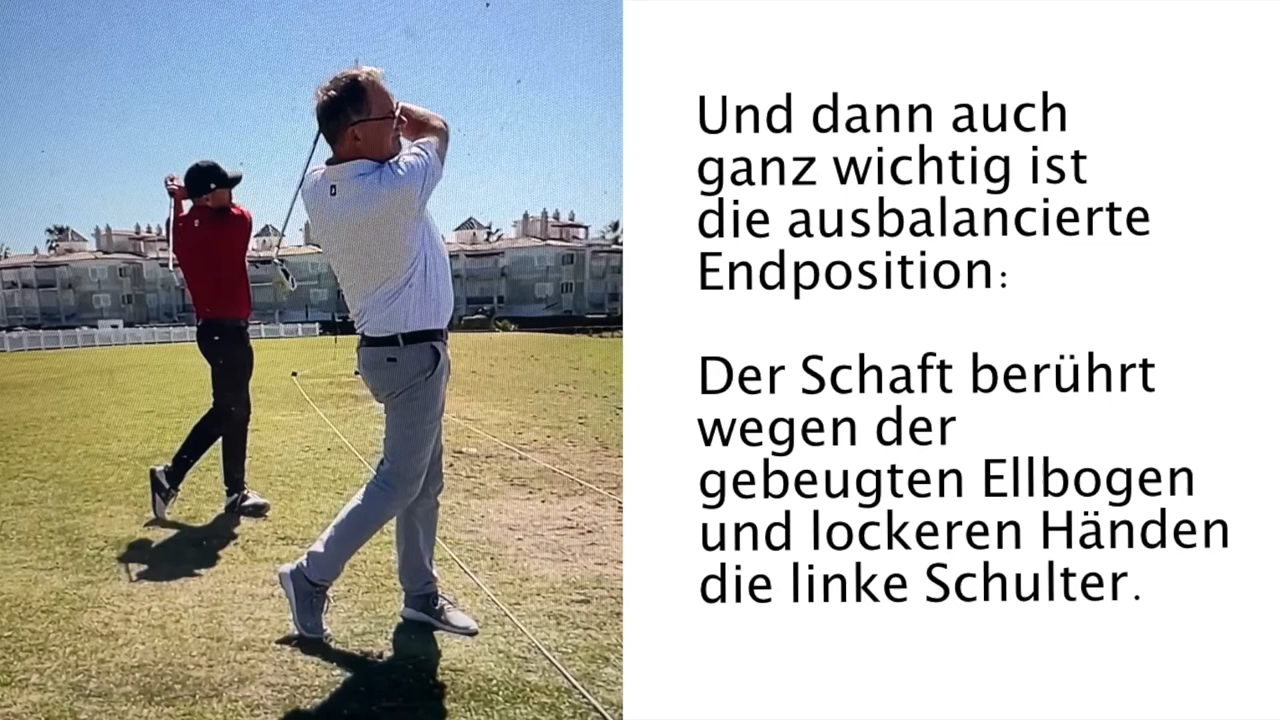 Und dann auch
ganz wichtig ist
die ausbalancierte
Endposition:
Der Schaft berührt
wegen der
gebeugten Ellbogen
und lockeren Händen
die linke Schulter.